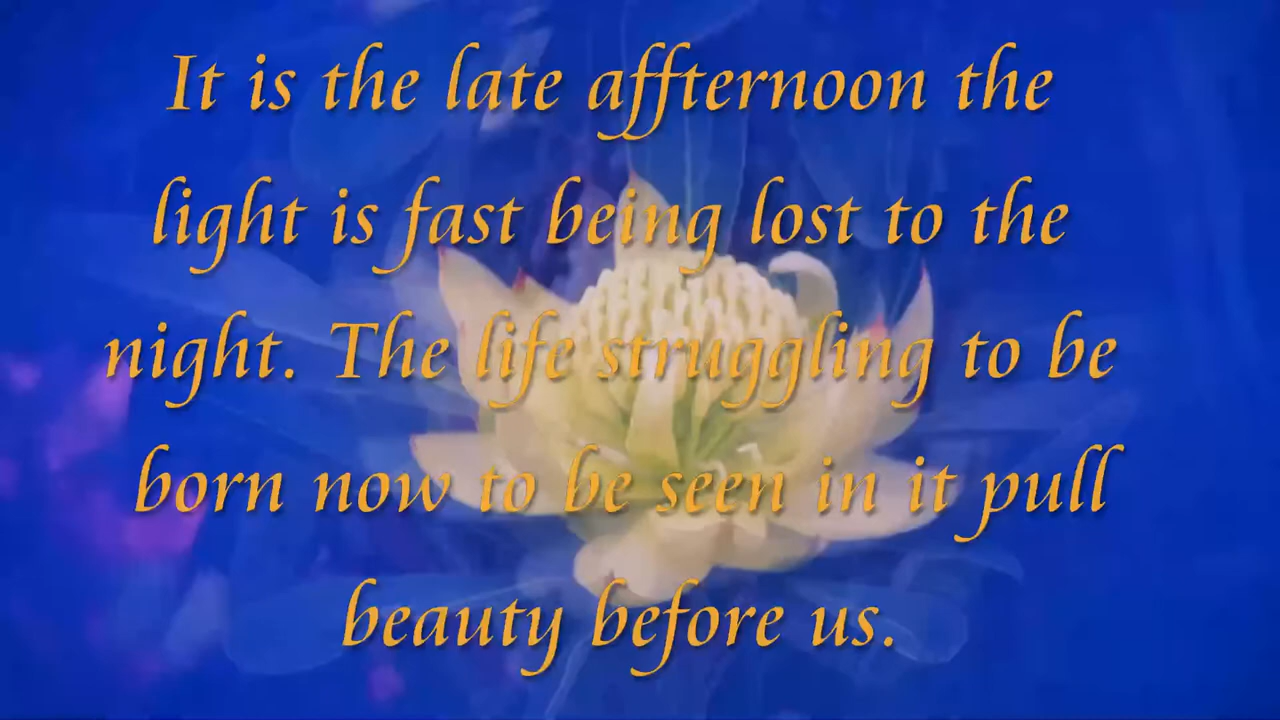 It is the late affternoon the
light is fast being lost to the
night. The life struggling to be
born now to be seen in it pull
beauty before us.